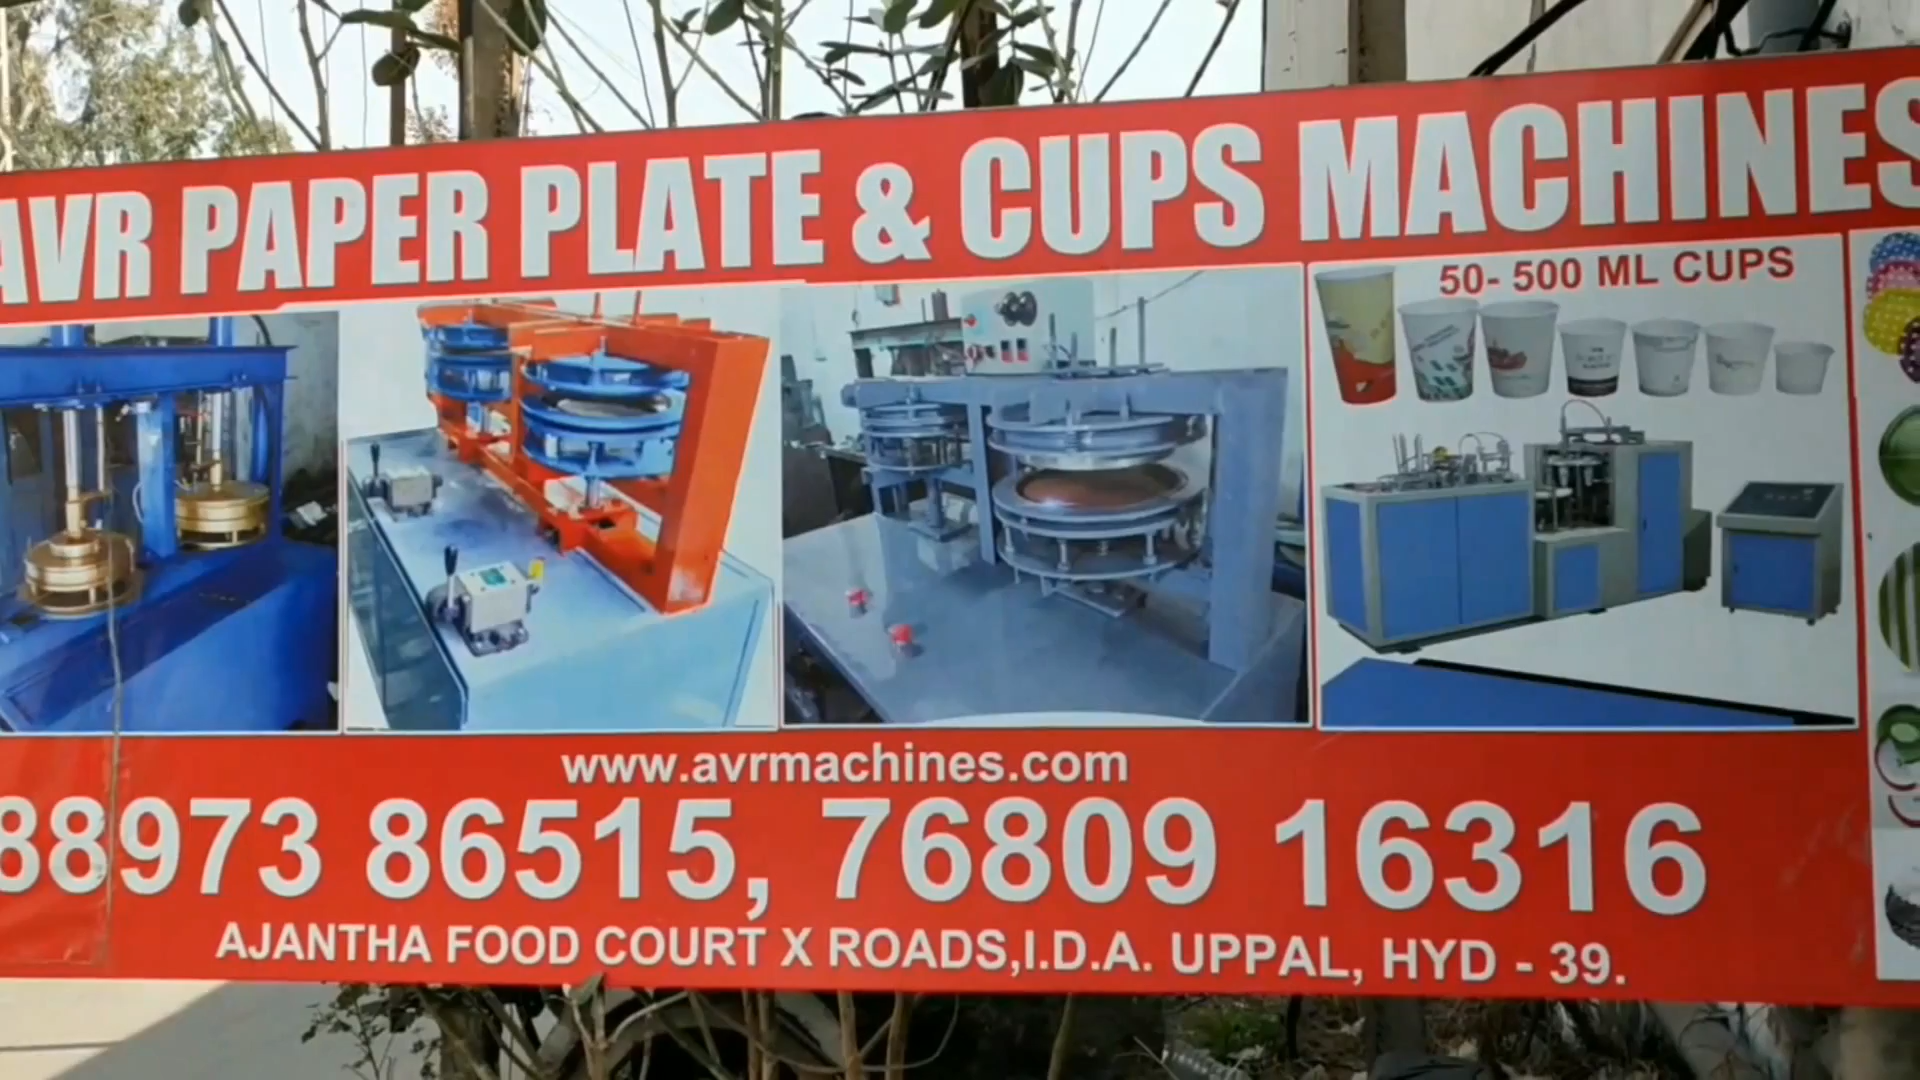 AVR PAPER PLATE & CUPS MACHINES
50- 500 ML CUPS
www.avrmachines.com
88973 86515, 76809 16316
AJANTHA FOOD COURT X ROADS,I.D.A. UPPAL, HYD - 39.